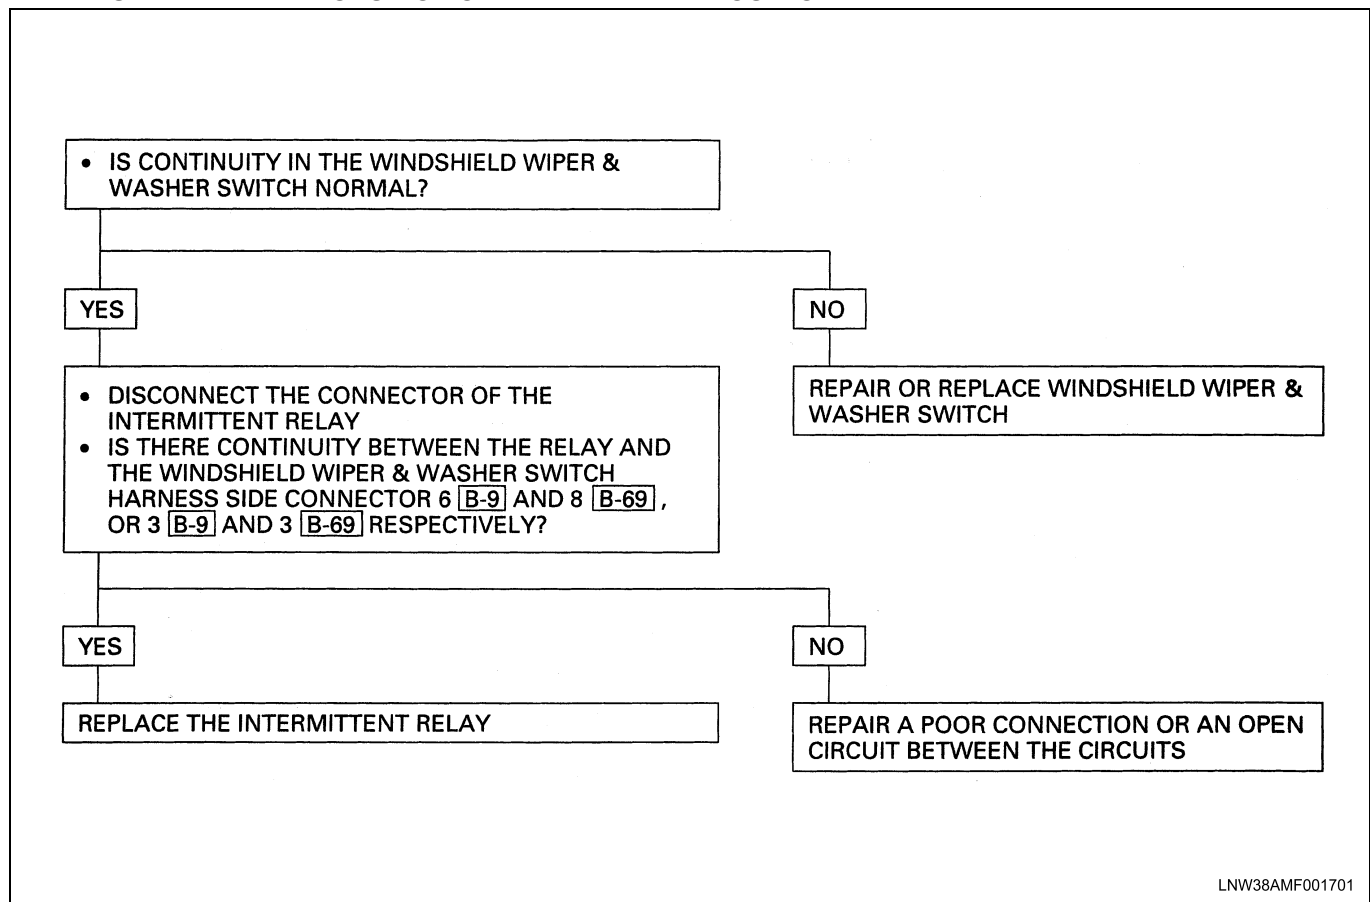 • IS CONTINUITY IN THE WINDSHIELD WIPER &
WASHER SWITCH NORMAL?
YES
NO
• DISCONNECT THE CONNECTOR OF THE
INTERMITTENT RELAY
• IS THERE CONTINUITY BETWEEN THE RELAY AND
THE WINDSHIELD WIPER & WASHER SWITCH
HARNESS SIDE CONNECTOR 6 B-9 AND 8 B-69 ,
OR 3 B-9 AND 3 B-69 RESPECTIVELY?
REPAIR OR REPLACE WINDSHIELD WIPER &
WASHER SWITCH
YES
NO
REPLACE THE INTERMITTENT RELAY
REPAIR A POOR CONNECTION OR AN OPEN
CIRCUIT BETWEEN THE CIRCUITS
LNW38AMF001701